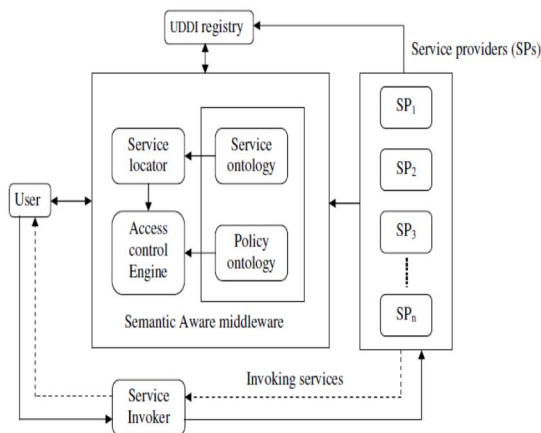 UDDI registry
Service providers (SPs)
SP1
Service
locator
Service
ontology
SP2
User
Access
control
Engine
Policy
ontology
SP3
SPn
Semantic Aware middleware
Invoking services
Service
Invoker